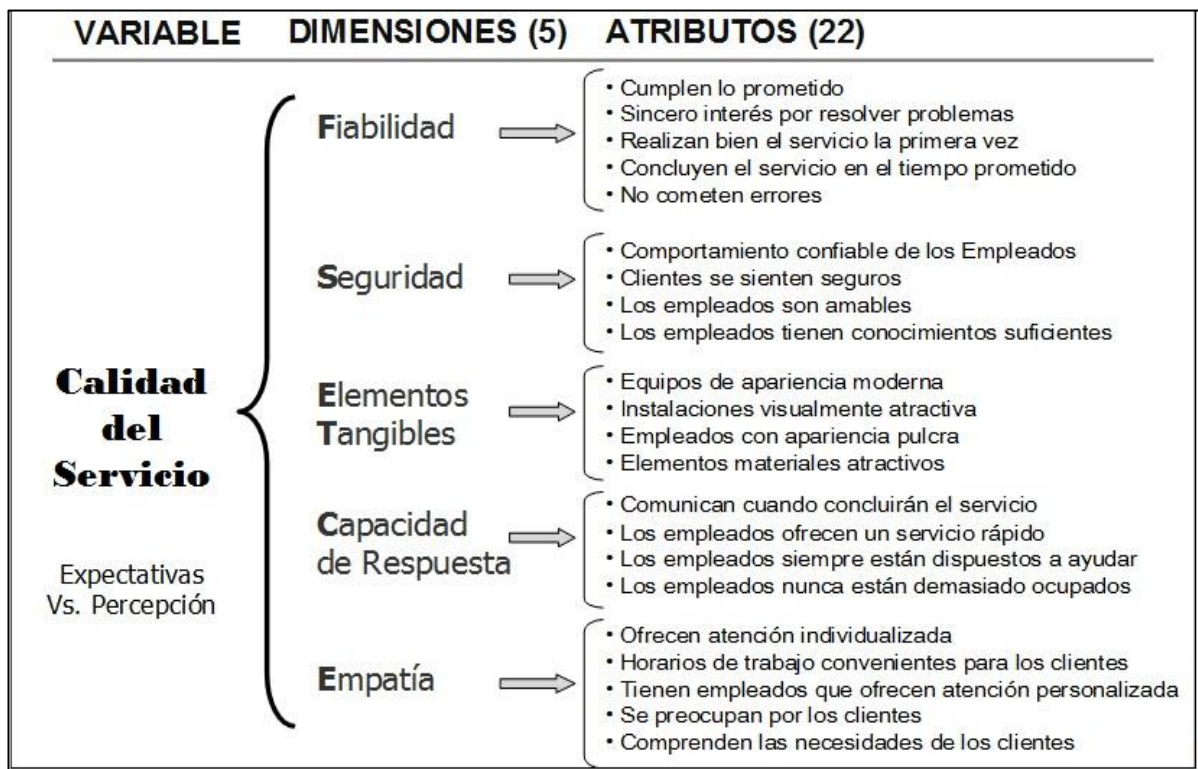 VARIABLE DIMENSIONES (5) ATRIBUTOS (22)
Calidad
del
Servicio
Expectativas
Vs. Percepción
Fiabilidad
• Cumplen lo prometido
• Sincero interés por resolver problemas
• Realizan bien el servicio la primera vez
• Concluyen el servicio en el tiempo prometido
• No cometen errores
Seguridad
• Comportamiento confiable de los Empleados
• Clientes se sienten seguros
• Los empleados son amables
• Los empleados tienen conocimientos suficientes
Elementos
Tangibles
• Equipos de apariencia moderna
• Instalaciones visualmente atractiva
• Empleados con apariencia pulcra
• Elementos materiales atractivos
Capacidad
de Respuesta
• Comunican cuando concluirán el servicio
• Los empleados ofrecen un servicio rápido
• Los empleados siempre están dispuestos a ayudar
• Los empleados nunca están demasiado ocupados
Empatía
• Ofrecen atención individualizada
• Horarios de trabajo convenientes para los clientes
• Tienen empleados que ofrecen atención personalizada
• Se preocupan por los clientes
• Comprenden las necesidades de los clientes